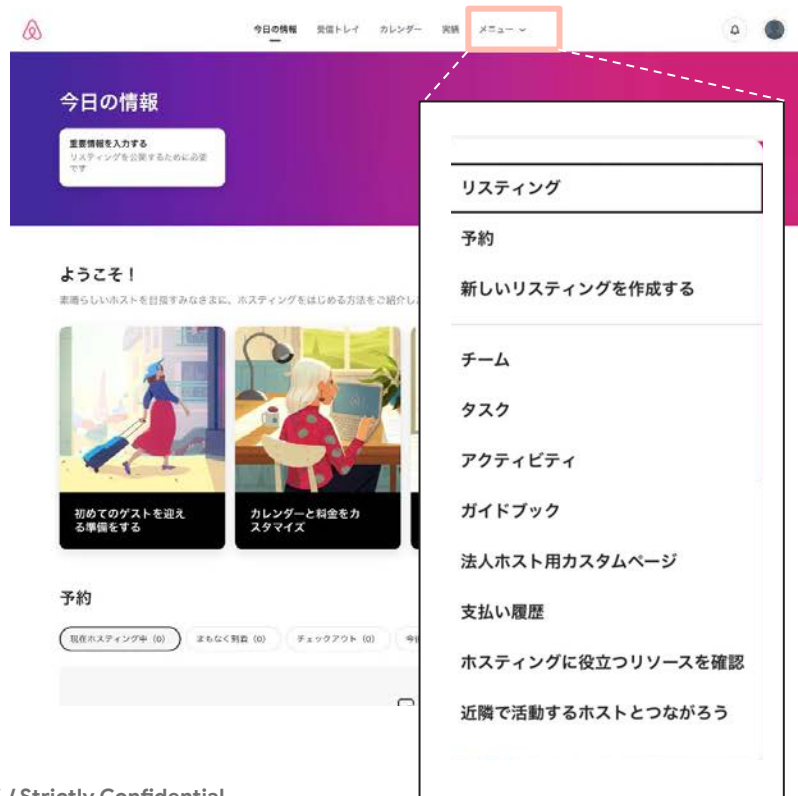 今日の情報 受信トレイ カレンダー 実績 メニュー
今日の情報
重要情報を入力する
リスティングを公開するために必要
です
ようこそ！
素晴らしいホストを目指すみなさまに、ホスティングをはじめる方法をご紹介し
初めてのゲストを迎え
る準備をする
カレンダーと料金をカ
スタマイズ
予約
現在ホスティング中 (0) まもなく到着 (0) チェックアウト (0)
リスティング
予約
新しいリスティングを作成する
チーム
タスク
アクティビティ
ガイドブック
法人ホスト用カスタムページ
支払い履歴
ホスティングに役立つリソースを確認
近隣で活動するホストとつながろう
/ Strictly Confidential